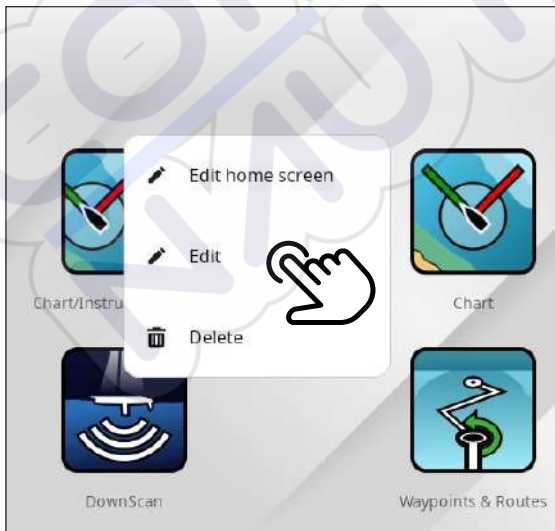 Edit home screen
Edit
Chart/Instru
Chart
Delete
DownScan
Waypoints & Routes